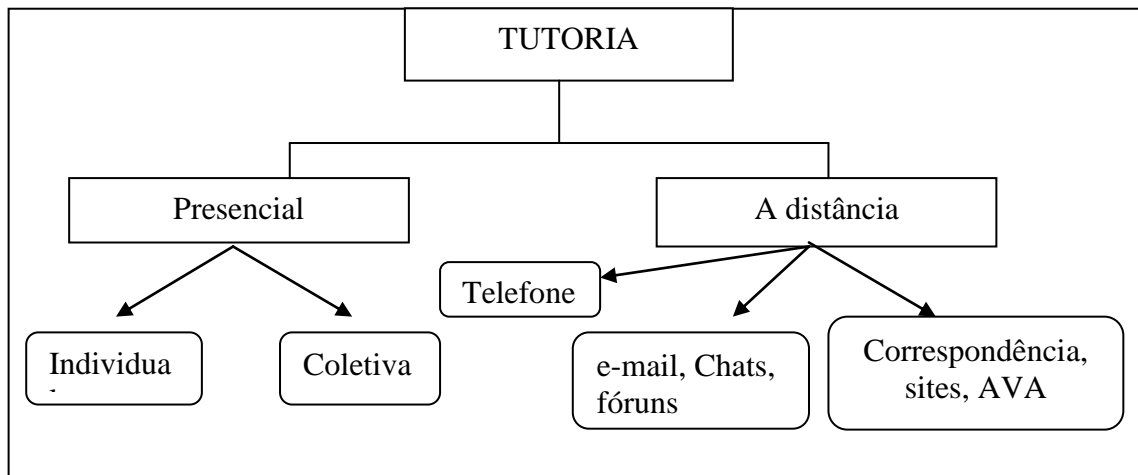 TUTORIA
Presencial
A distância
Telefone
Individua
Coletiva
e-mail, Chats,
fóruns
Correspondência,
sites, AVA